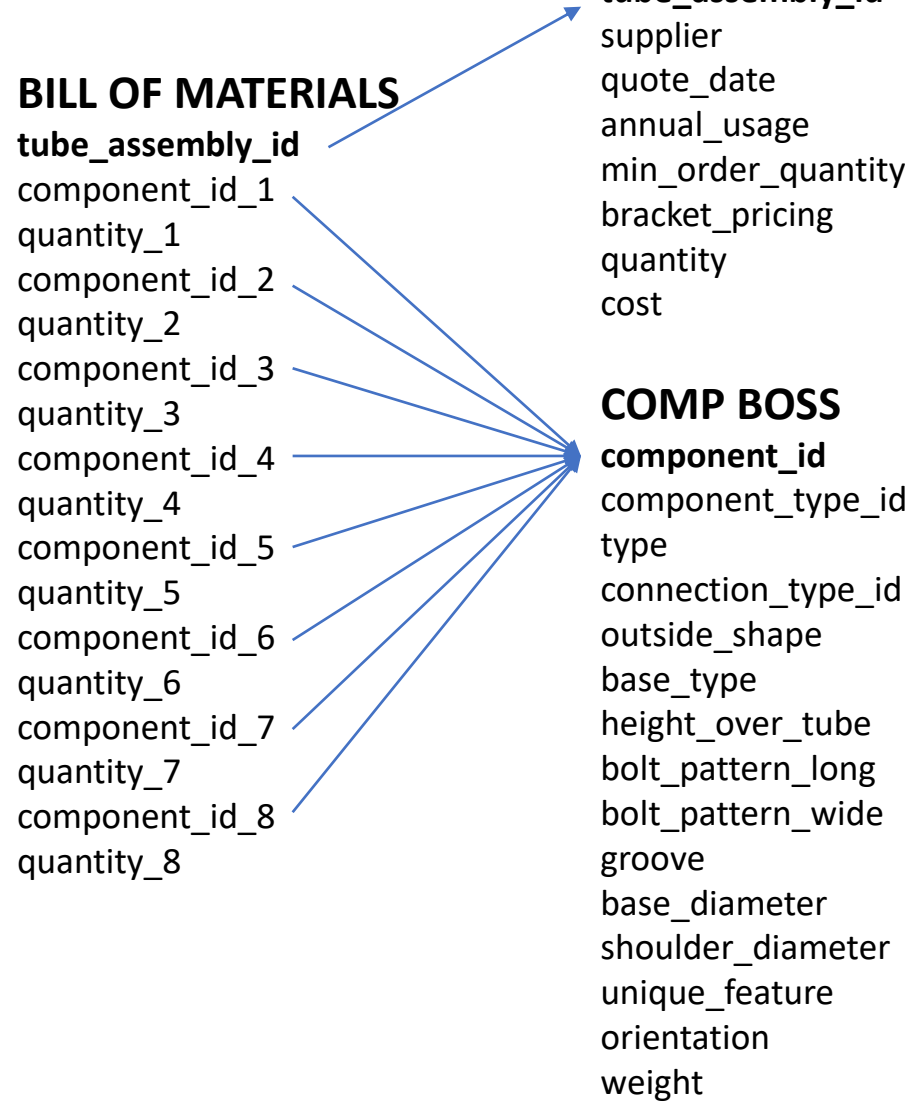 BILL OF MATERIALS
tube_assembly_id
component_id_1
quantity_1
component_id_2
quantity_2
component_id_3
quantity_3
component_id_4
quantity_4
component_id_5
quantity_5
component_id_6
quantity_6
component_id_7
quantity_7
component_id_8
quantity_8
tube_assembly_id
supplier
quote_date
annual_usage
min_order_quantity
bracket_pricing
quantity
cost
COMP BOSS
component_id
component_type_id
type
connection_type_id
outside_shape
base_type
height_over_tube
bolt_pattern_long
bolt_pattern_wide
groove
base_diameter
shoulder_diameter
unique_feature
orientation
weight